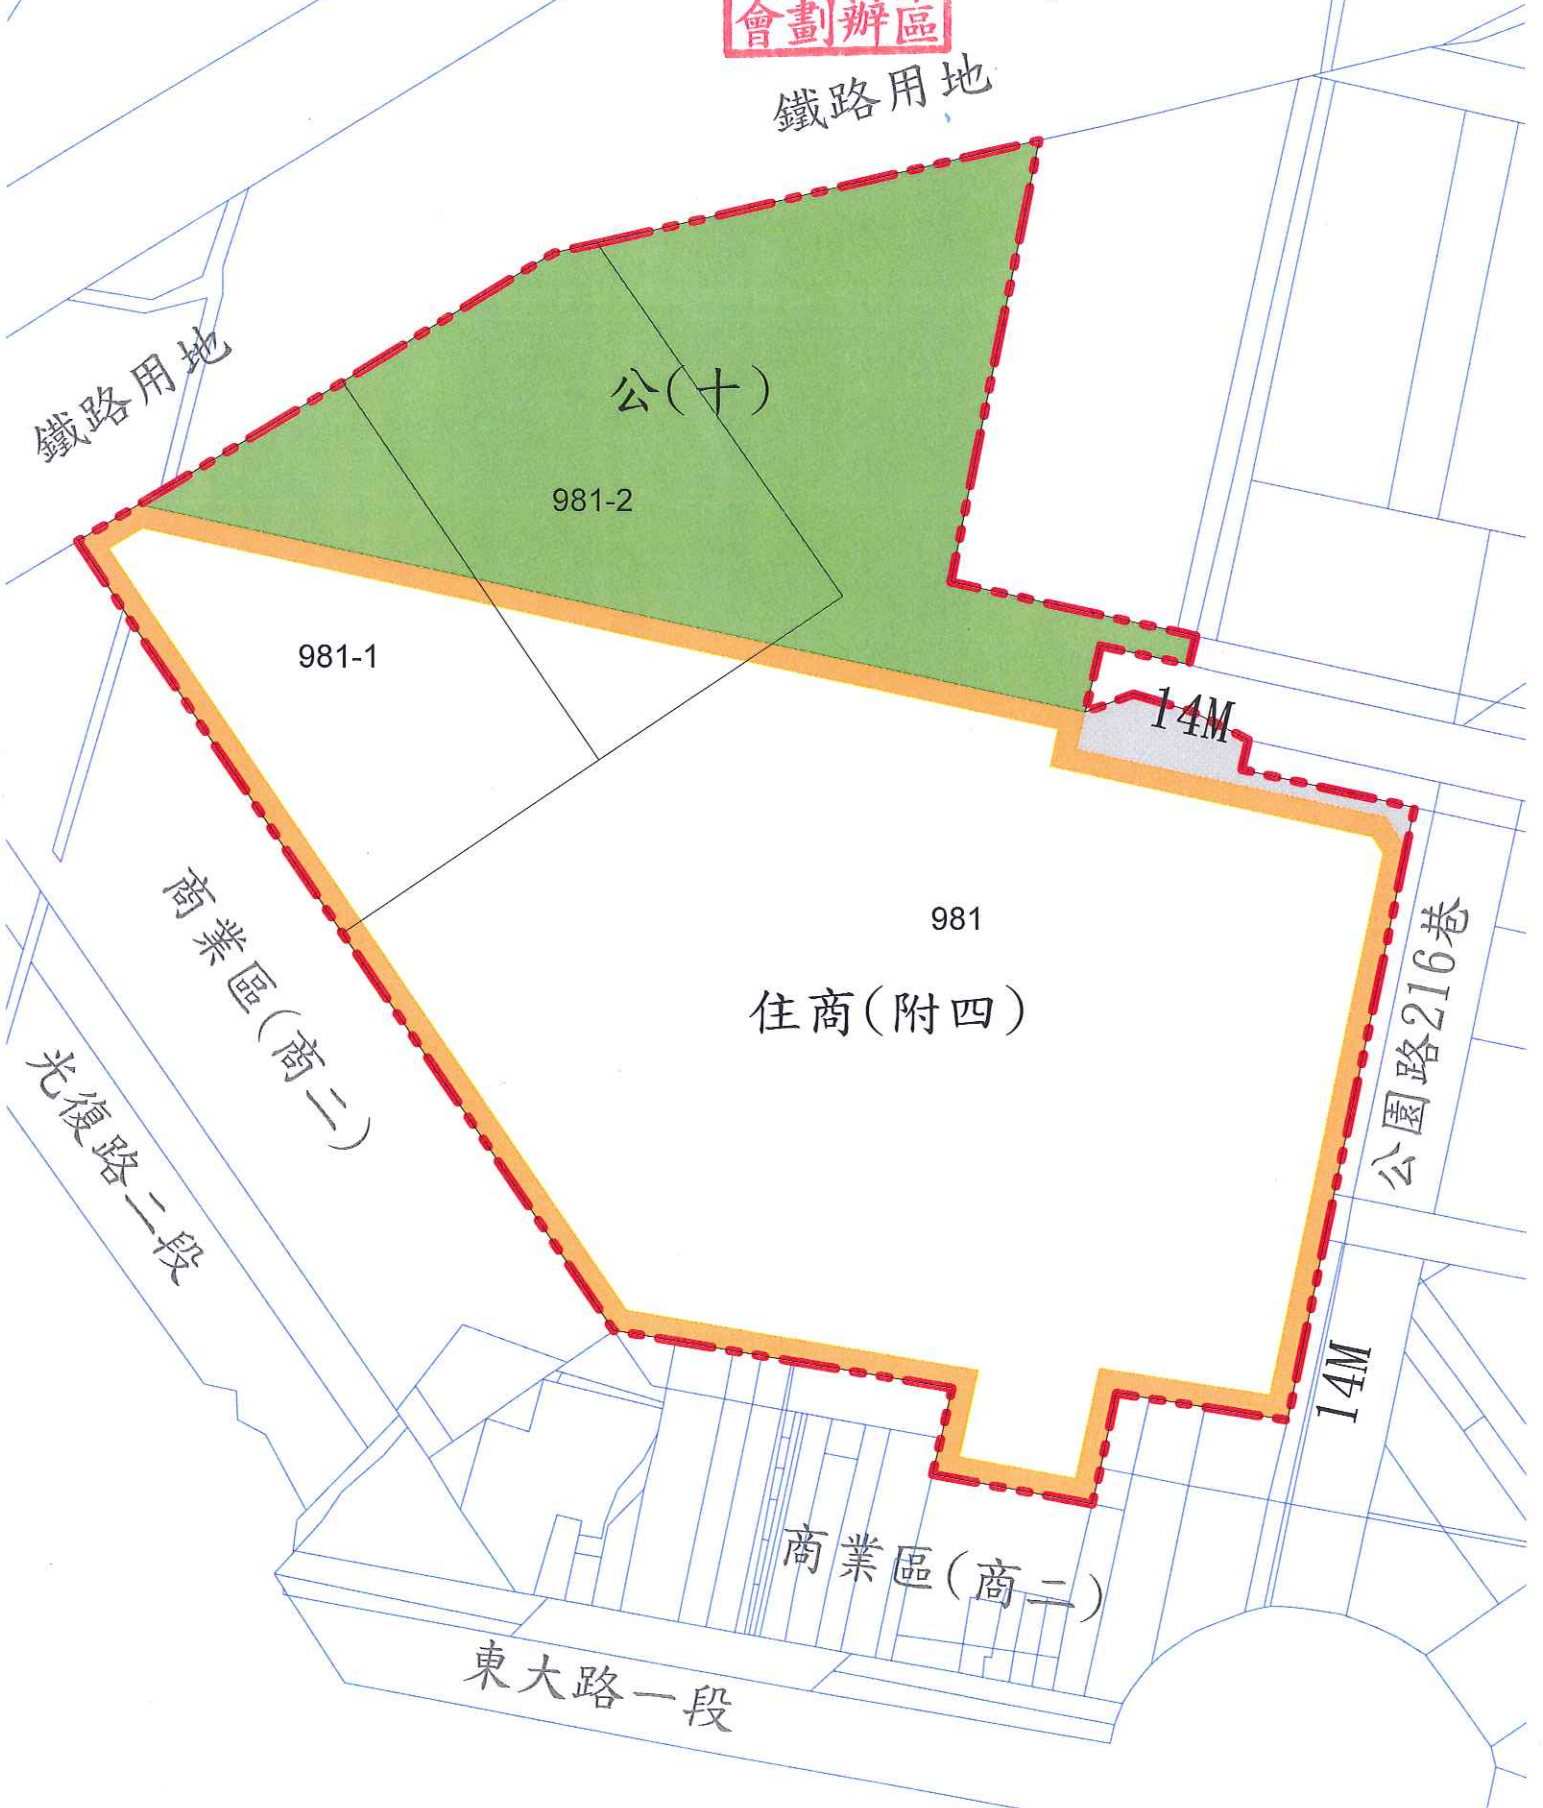 會劃辦區
鐵路用地
鐵路用地
公(十)
981-2
981-1
14M
981
住商(附四)
商業區(商二)
公園路216巷
光復路二段
14M
商業區(商二)
東大路一段